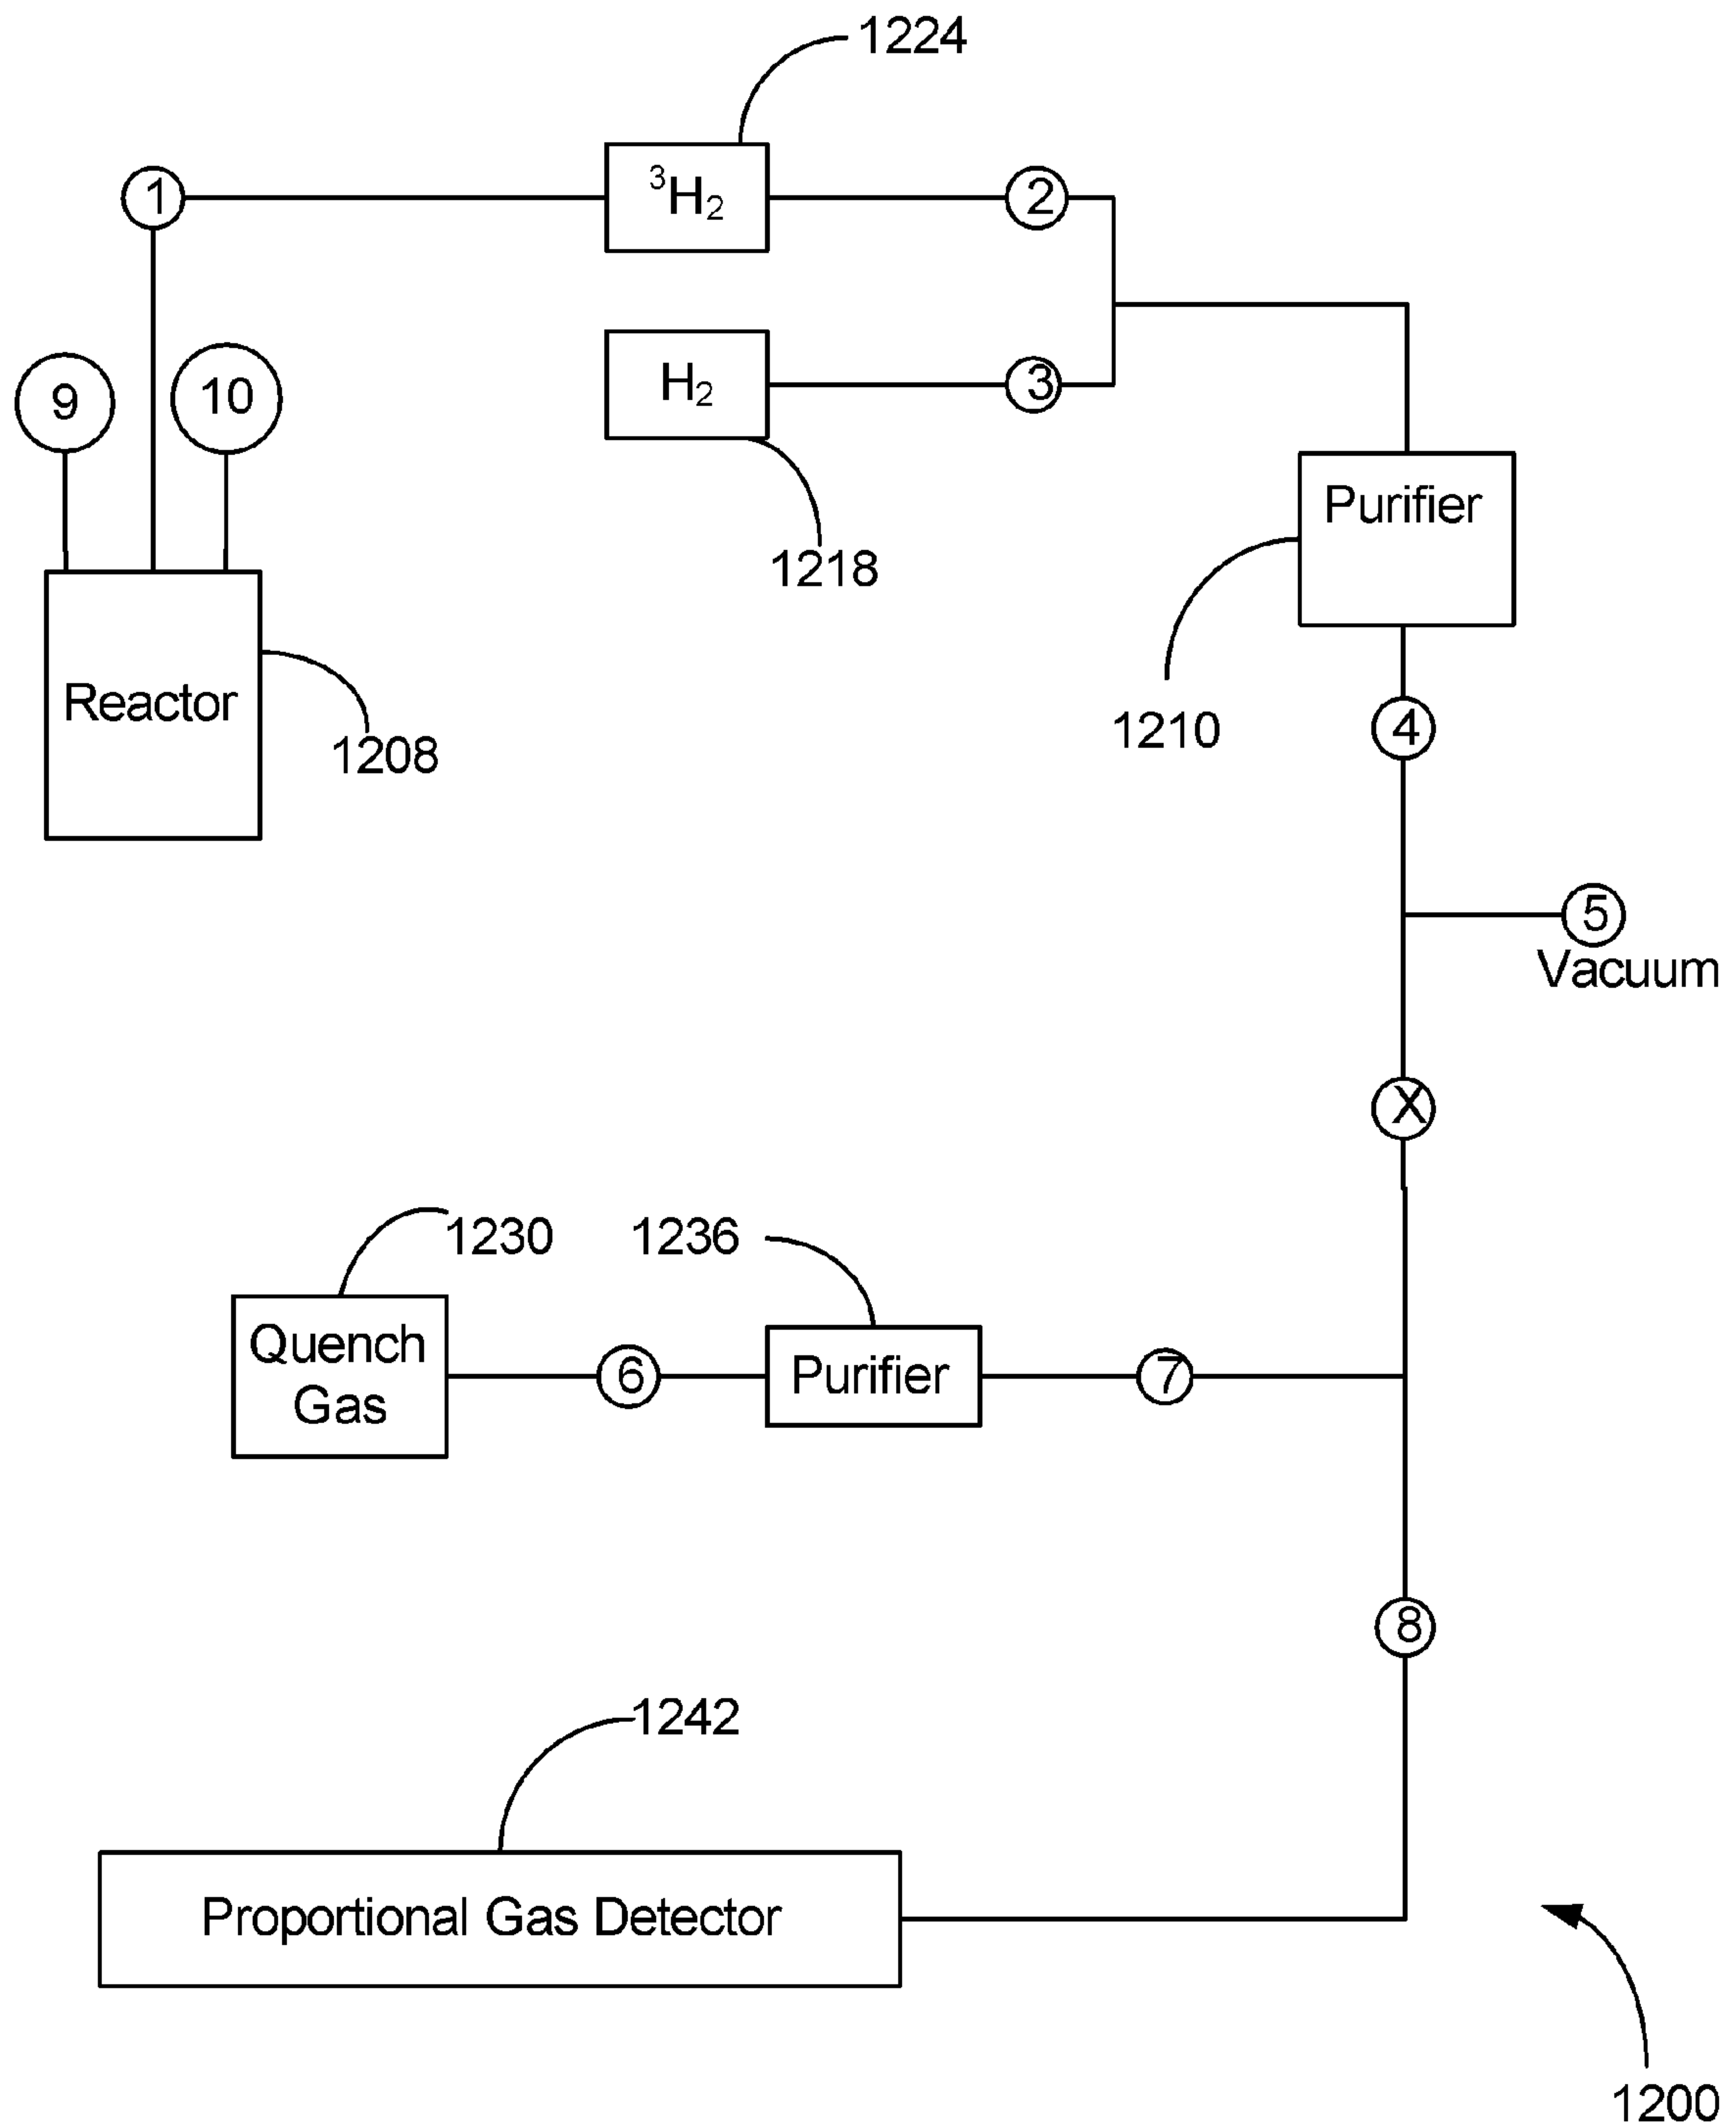 1224
1
³H₂
2
9
10
H₂
3
1218
Purifier
1210
Reactor
1208
4
5
Vacuum
X
1230
1236
Quench
Gas
6
Purifier
7
8
1242
Proportional Gas Detector
1200